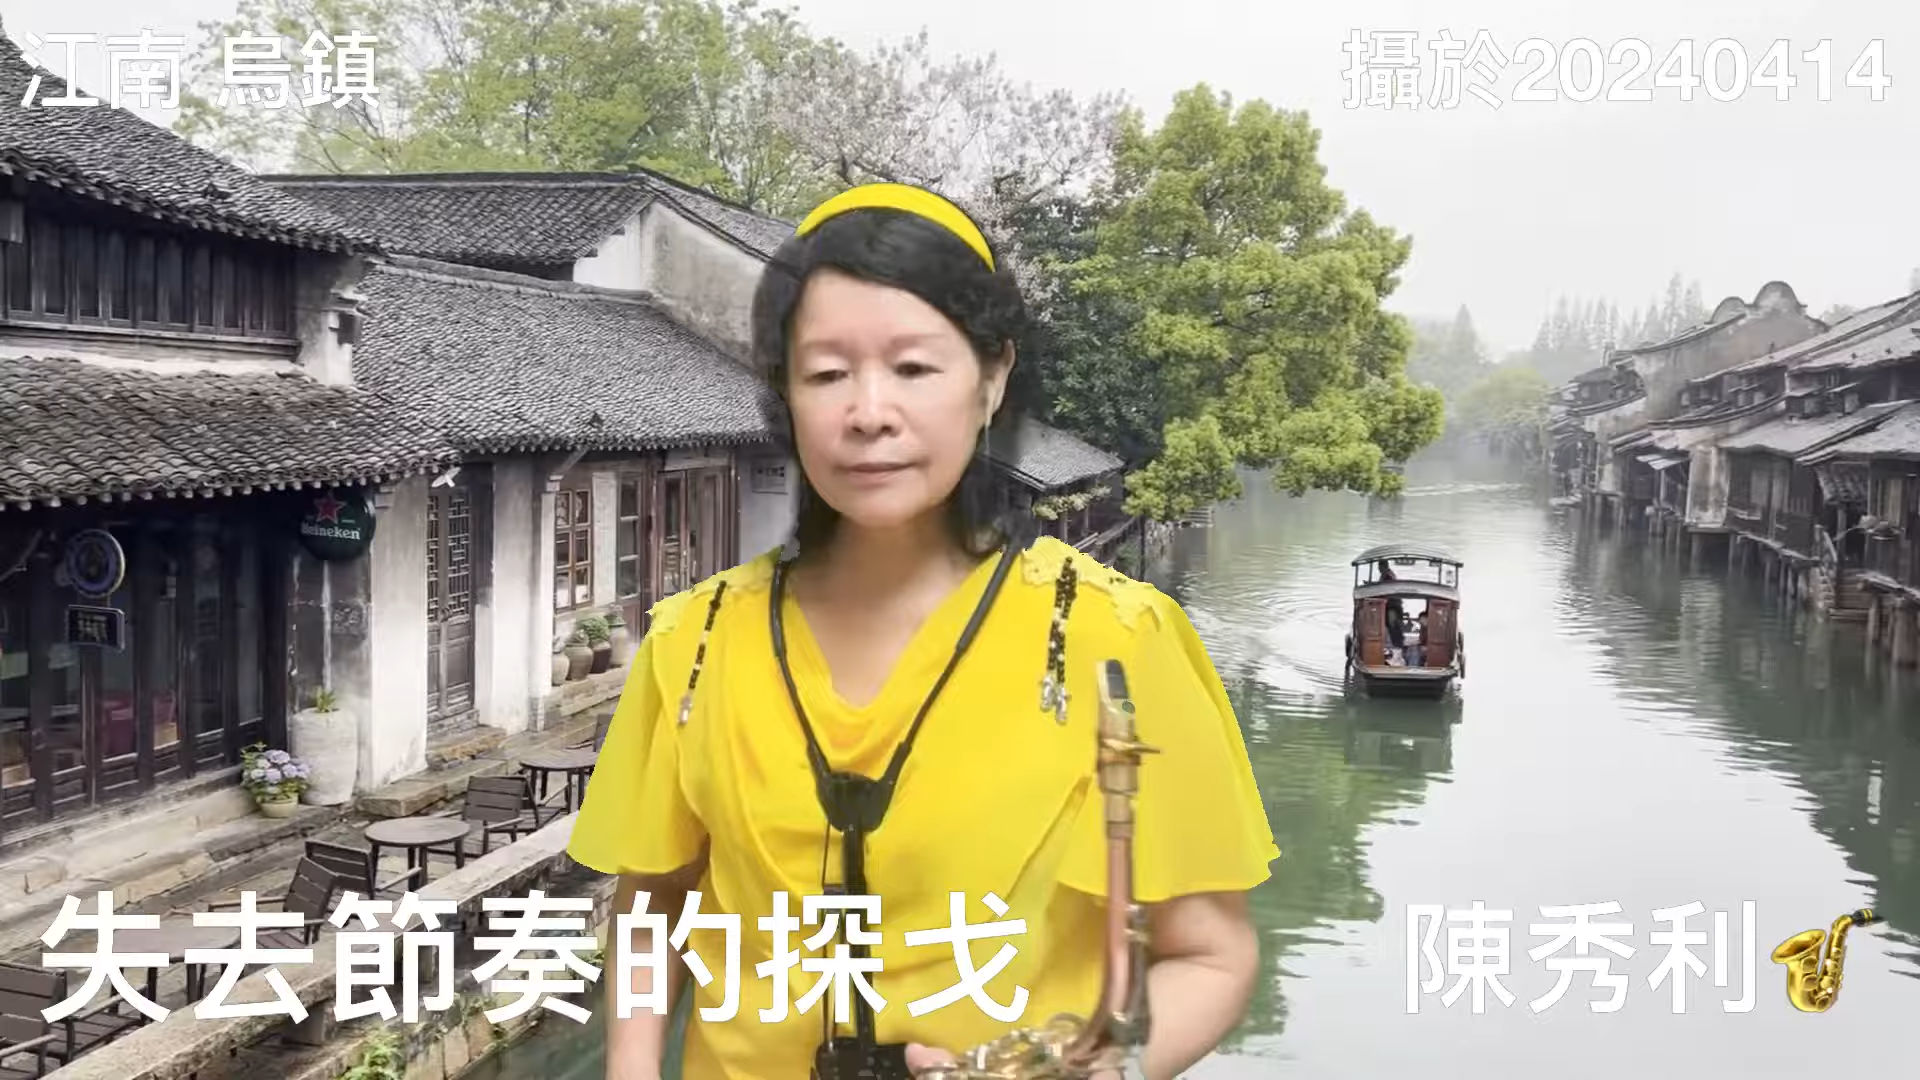 江南 烏鎮
攝於20240414
Heineken
失去節奏的探戈
陳秀利